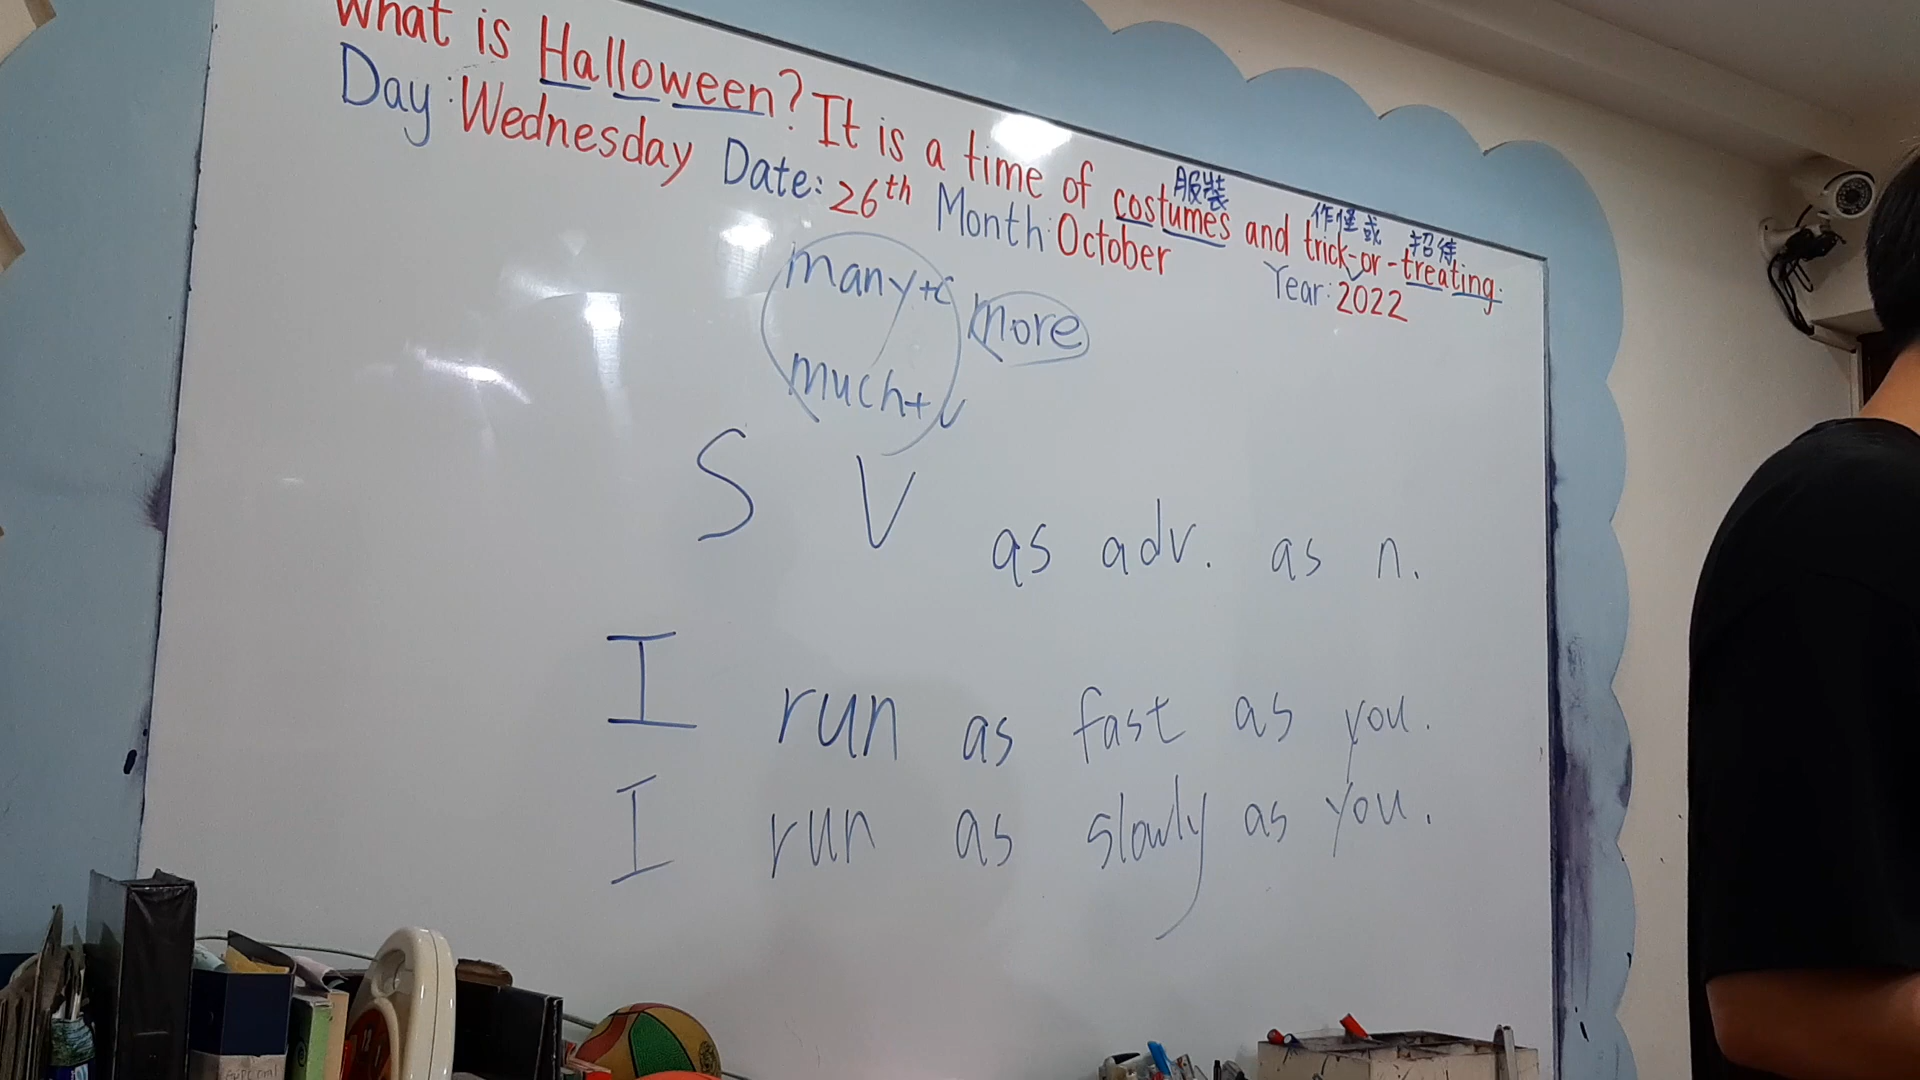 What is Halloween? It is a time of costumes and trick-or-treating.
服裝 作怪或 招待
Day: Wednesday Date: 26th Month: October Year: 2022
many+C more
much+U
S V as adv. as n.
I run as fast as you.
I run as slowly as you.